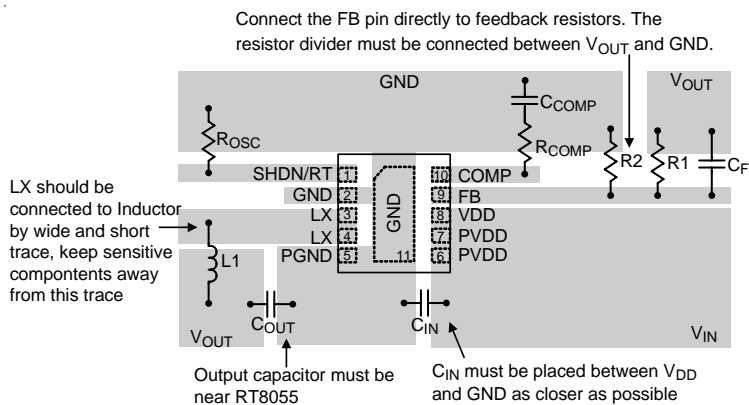 Connect the FB pin directly to feedback resistors. The
resistor divider must be connected between VOUT and GND.
GND
VOUT
CCOMP
ROSC
RCOMP
R2
R1
CF
SHDN/RT
1
10
COMP
GND
2
9
FB
LX
3
8
VDD
LX
4
7
PVDD
PGND
5
6
PVDD
GND
11
LX should be
connected to Inductor
by wide and short
trace, keep sensitive
compontents away
from this trace
L1
VOUT
COUT
CIN
VIN
Output capacitor must be
near RT8055
CIN must be placed between VDD
and GND as closer as possible